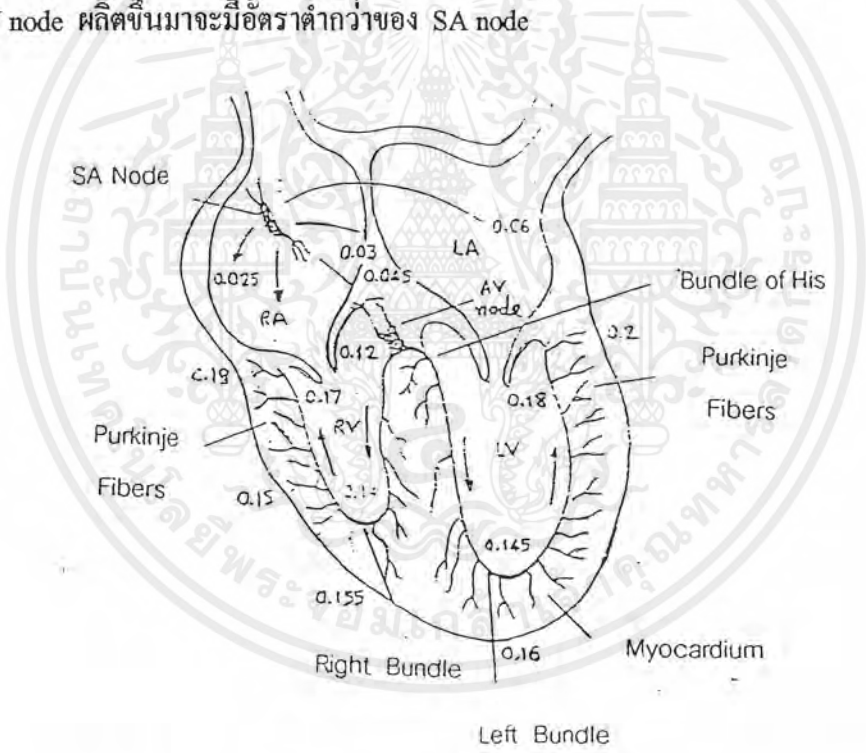 node ผลิตขึ้นมาจะมีอัตราต่ำกว่าของ SA node
SA Node
0.06
0.03
LA
0.025
0.045
AV
node
Bundle of His
RA
0.12
0.2
0.19
Purkinje
0.17
0.18
Fibers
RV
Purkinje
LV
Fibers
0.15
0.145
0.155
Right Bundle
0.16
Myocardium
Left Bundle